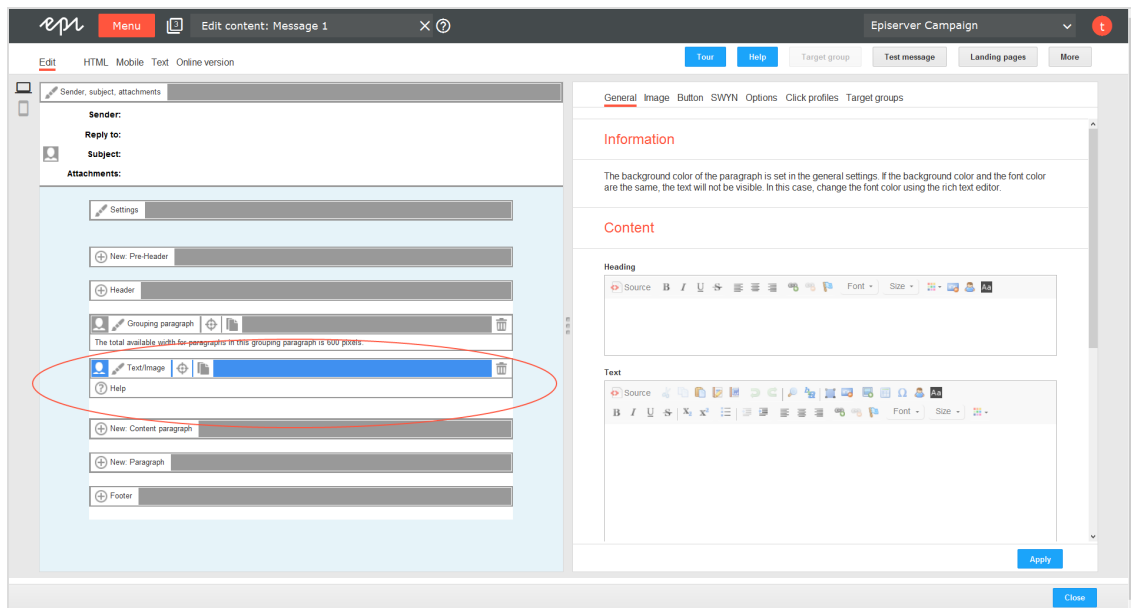 epi Menu 3 Edit content: Message 1 Episerver Campaign t
Edit HTML Mobile Text Online version Tour Help Target group Test message Landing pages More
Sender, subject, attachments
Sender:
Reply to:
Subject:
Attachments:
Settings
New: Pre-Header
Header
Grouping paragraph
The total available width for paragraphs in this grouping paragraph is 600 pixels.
Text/Image
Help
New: Content paragraph
New: Paragraph
Footer
General Image Button SWYN Options Click profiles Target groups
Information
The background color of the paragraph is set in the general settings. If the background color and the font color
are the same, the text will not be visible. In this case, change the font color using the rich text editor.
Content
Heading
Source B I U S Font Size Aa
Text
Source Ω Aa
B I U S X₂ X² Font Size
Apply
Close